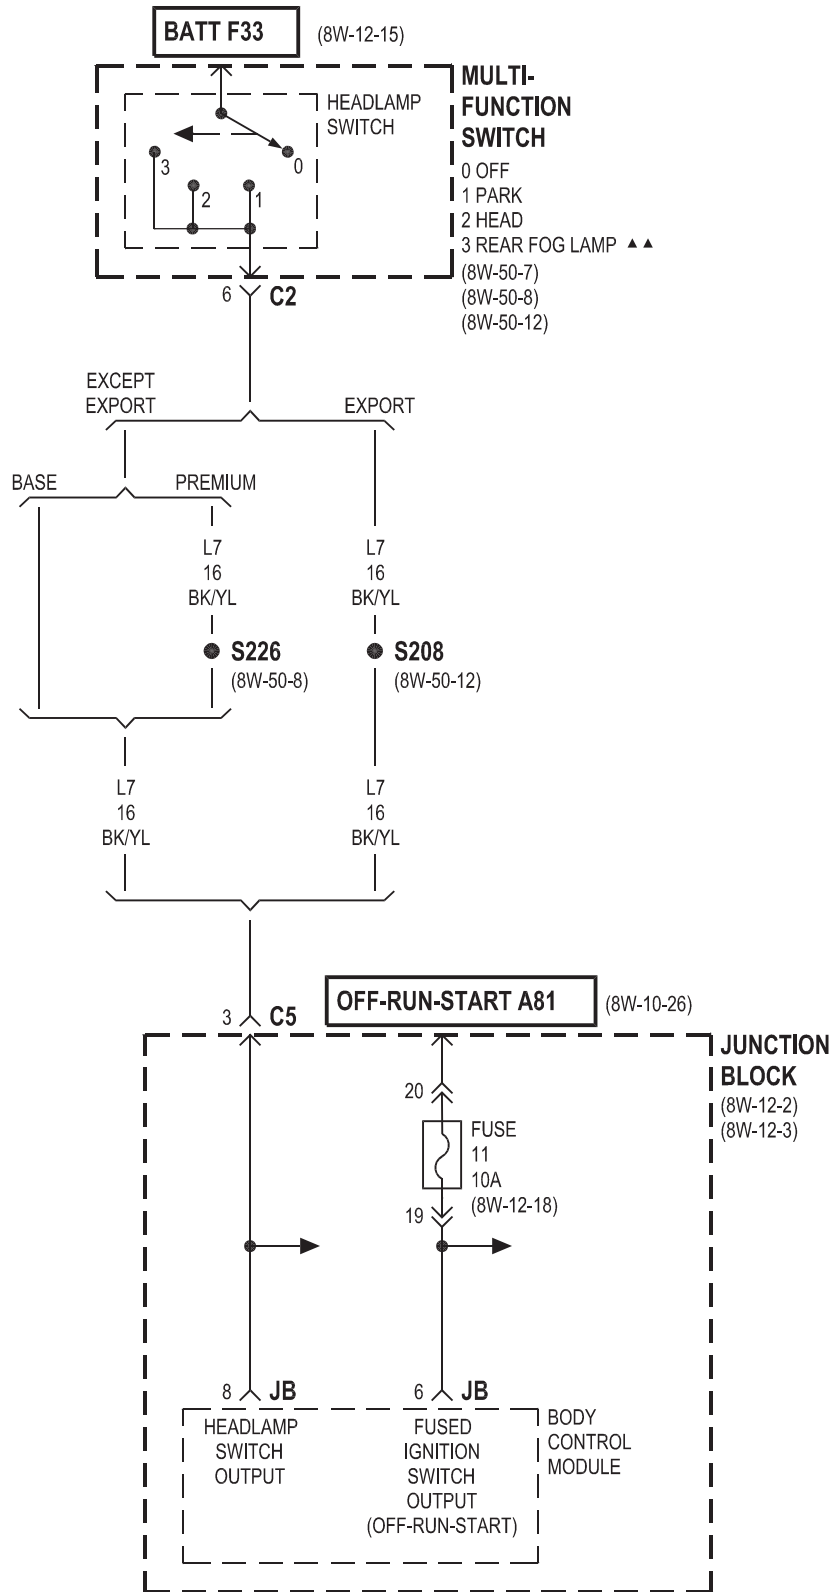 BATT F33 (8W-12-15)
MULTI-
FUNCTION
SWITCH
HEADLAMP
SWITCH
3
0
2
1
0 OFF
1 PARK
2 HEAD
3 REAR FOG LAMP ▲▲
(8W-50-7)
(8W-50-8)
(8W-50-12)
6 C2
EXCEPT
EXPORT
EXPORT
BASE
PREMIUM
L7
16
BK/YL
L7
16
BK/YL
S226
(8W-50-8)
S208
(8W-50-12)
L7
16
BK/YL
L7
16
BK/YL
OFF-RUN-START A81 (8W-10-26)
3 C5
JUNCTION
BLOCK
(8W-12-2)
(8W-12-3)
20
FUSE
11
10A
(8W-12-18)
19
8 JB
6 JB
HEADLAMP
SWITCH
OUTPUT
FUSED
IGNITION
SWITCH
OUTPUT
(OFF-RUN-START)
BODY
CONTROL
MODULE